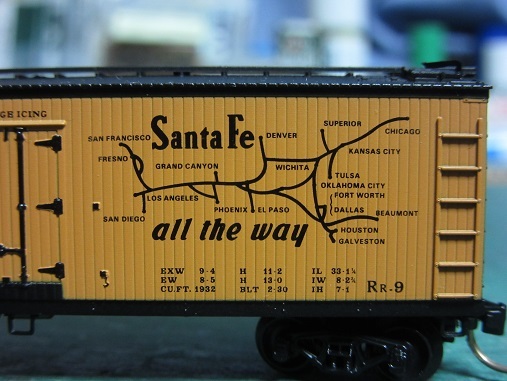 GE ICING
Santa Fe
SAN FRANCISCO
FRESNO
GRAND CANYON
DENVER
SUPERIOR
CHICAGO
KANSAS CITY
WICHITA
TULSA
OKLAHOMA CITY
FORT WORTH
DALLAS
BEAUMONT
HOUSTON
GALVESTON
LOS ANGELES
SAN DIEGO
PHOENIX
EL PASO
all the way
EXW 9-4 H 11-2 IL 33-1¼
EW 8-5 H 13-0 IW 8-2¾
CU.FT. 1932 BLT 2-30 IH 7-1
RR-9